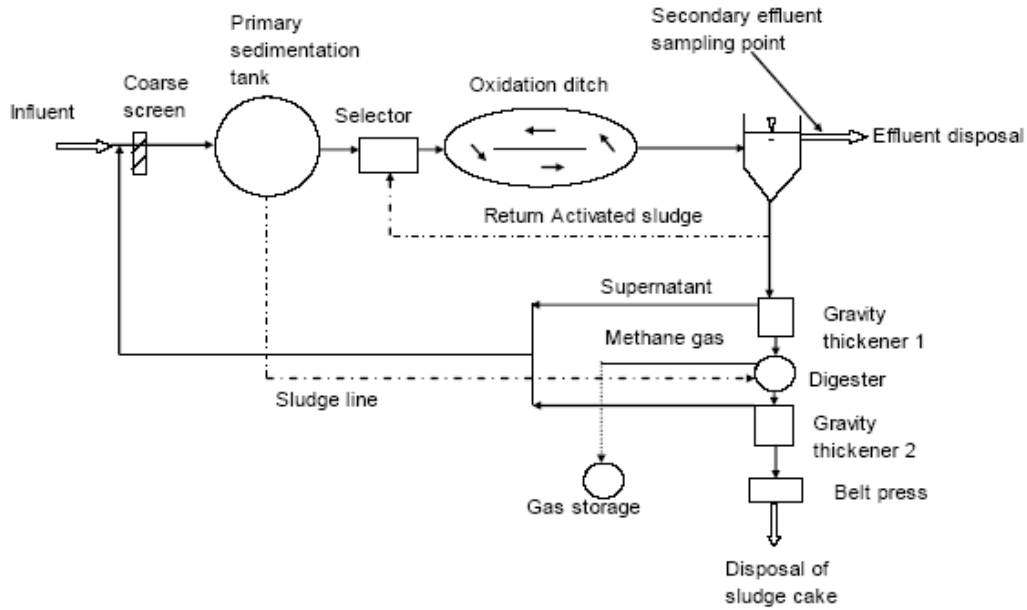 Secondary effluent
sampling point
Primary
sedimentation
tank
Coarse
screen
Influent
Selector
Oxidation ditch
Effluent disposal
Return Activated sludge
Supernatant
Gravity
thickener 1
Methane gas
Digester
Sludge line
Gravity
thickener 2
Belt press
Gas storage
Disposal of
sludge cake